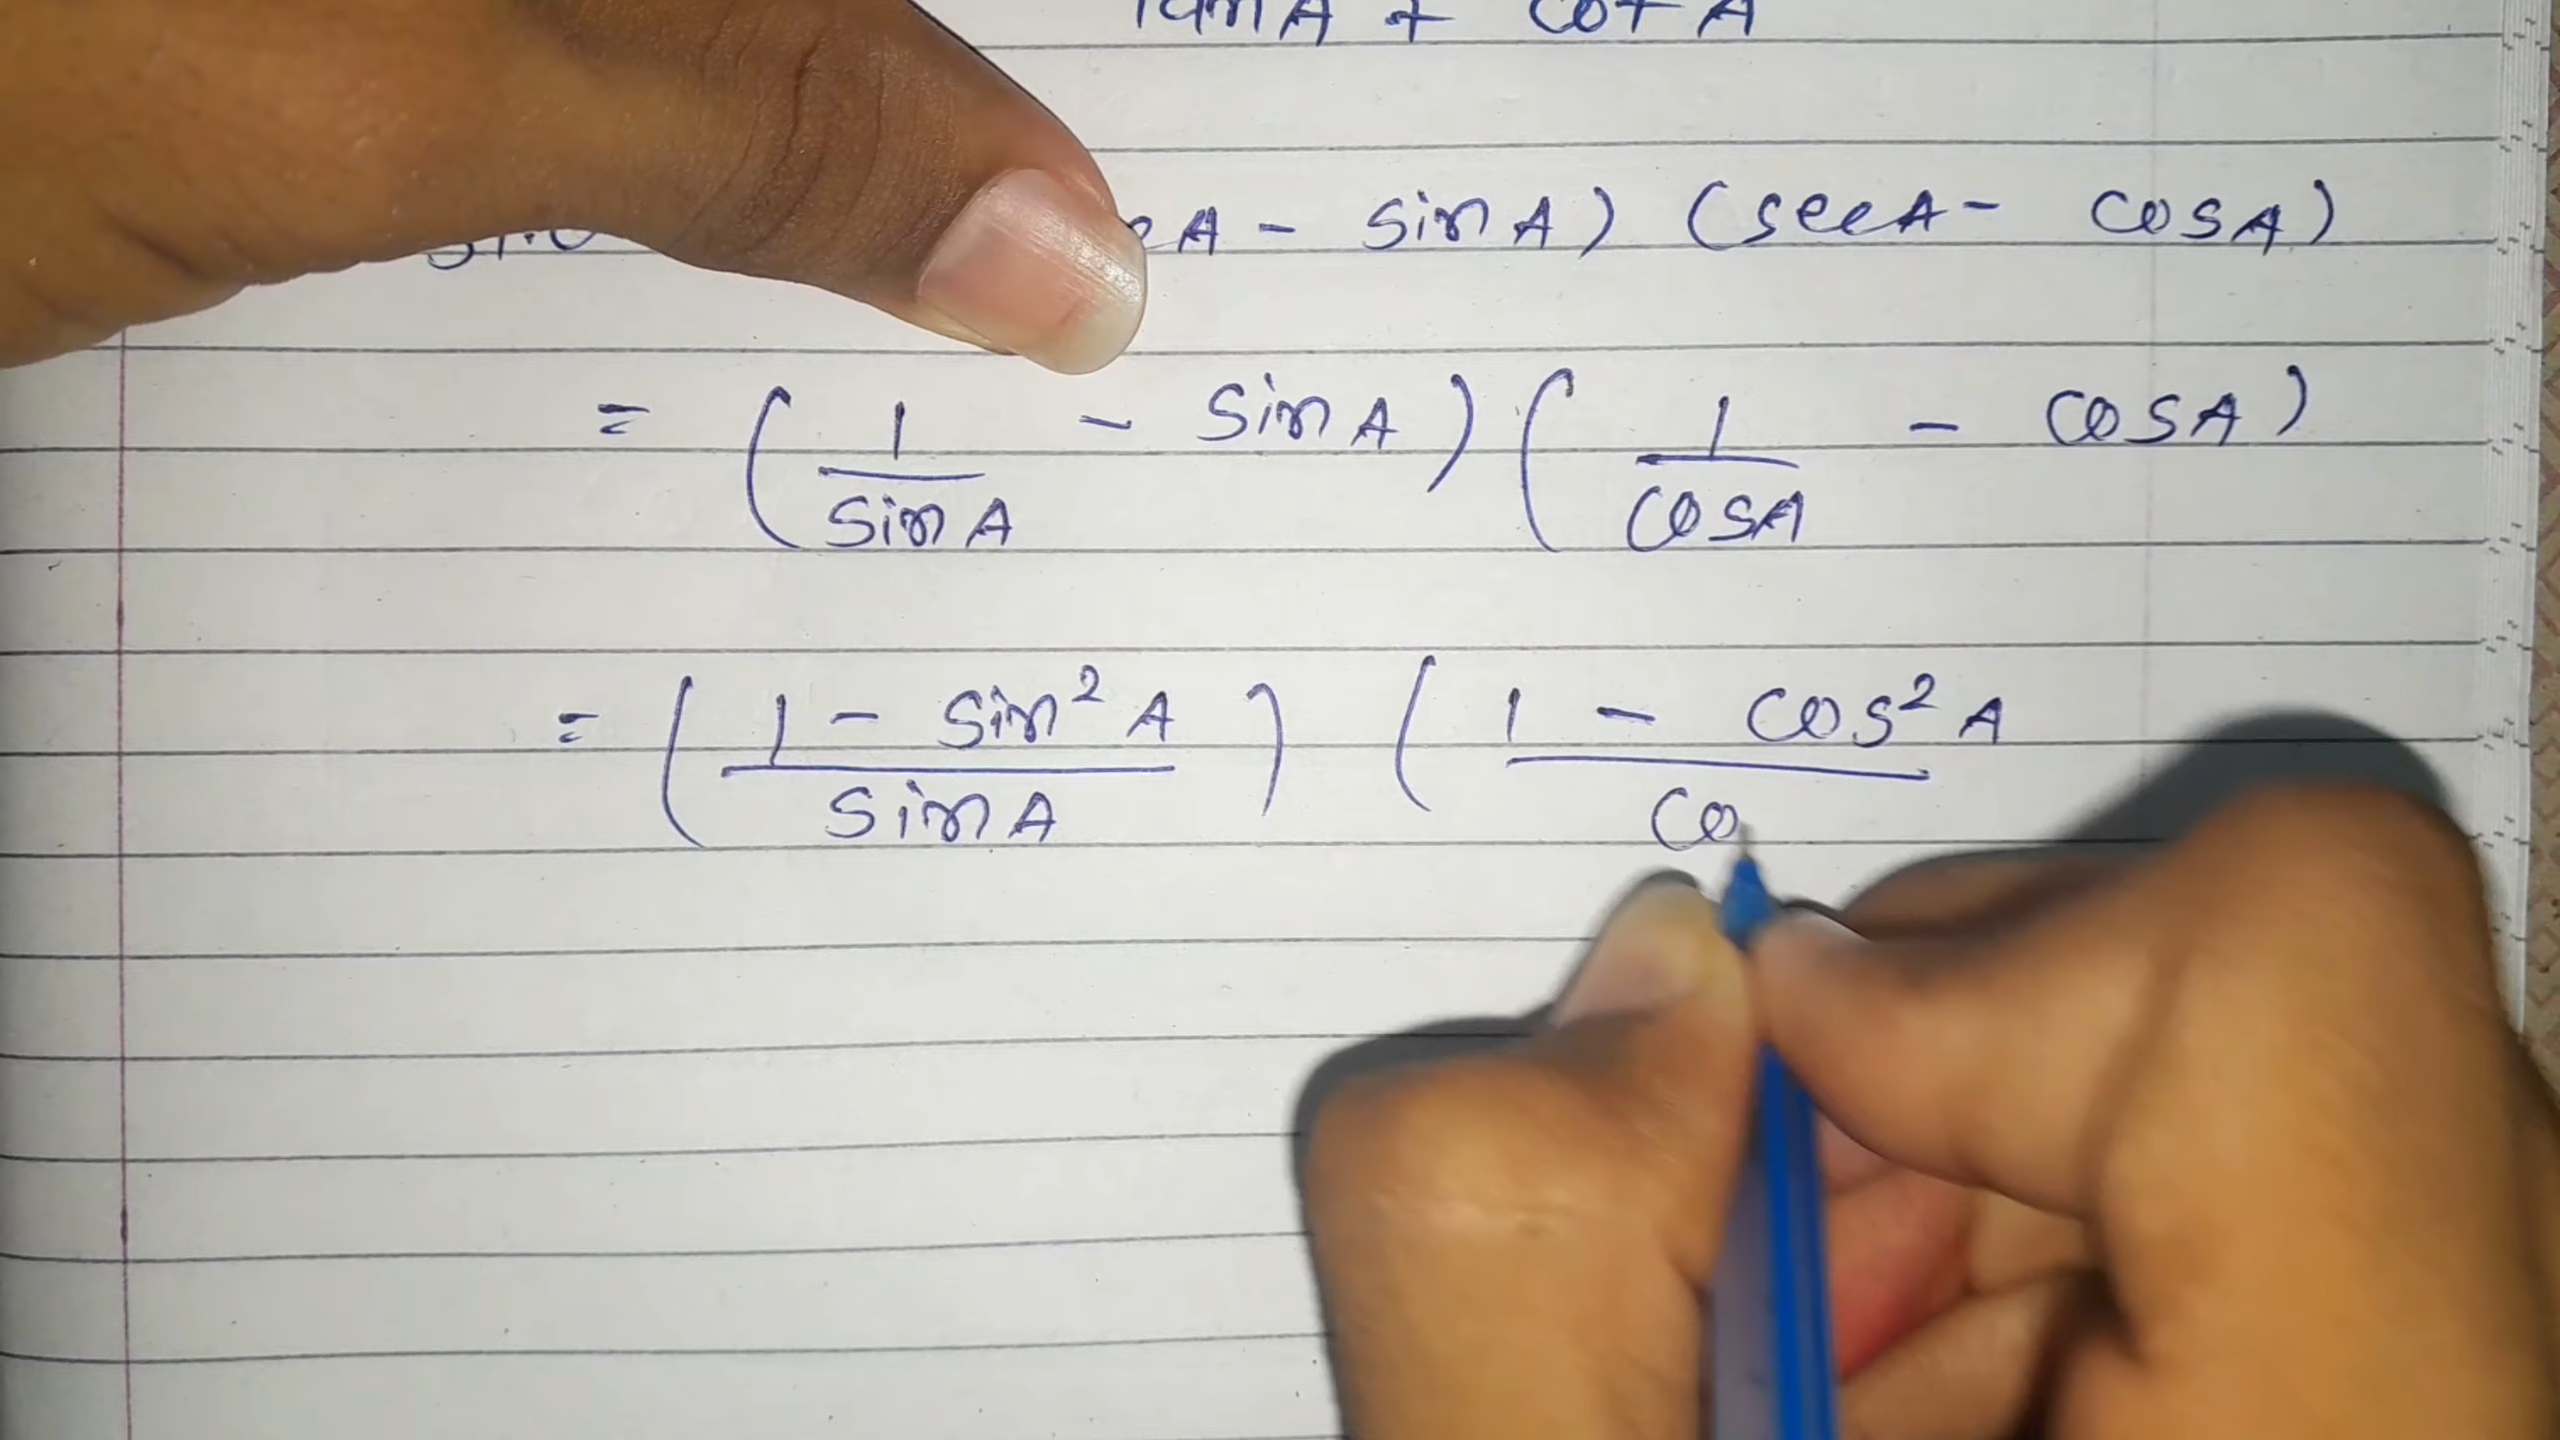 tan A + cot A
A - sin A) (sec A - cos A)
= (1/sin A - sin A) (1/cos A - cos A)
= (1 - sin² A/sin A) (1 - cos² A/co